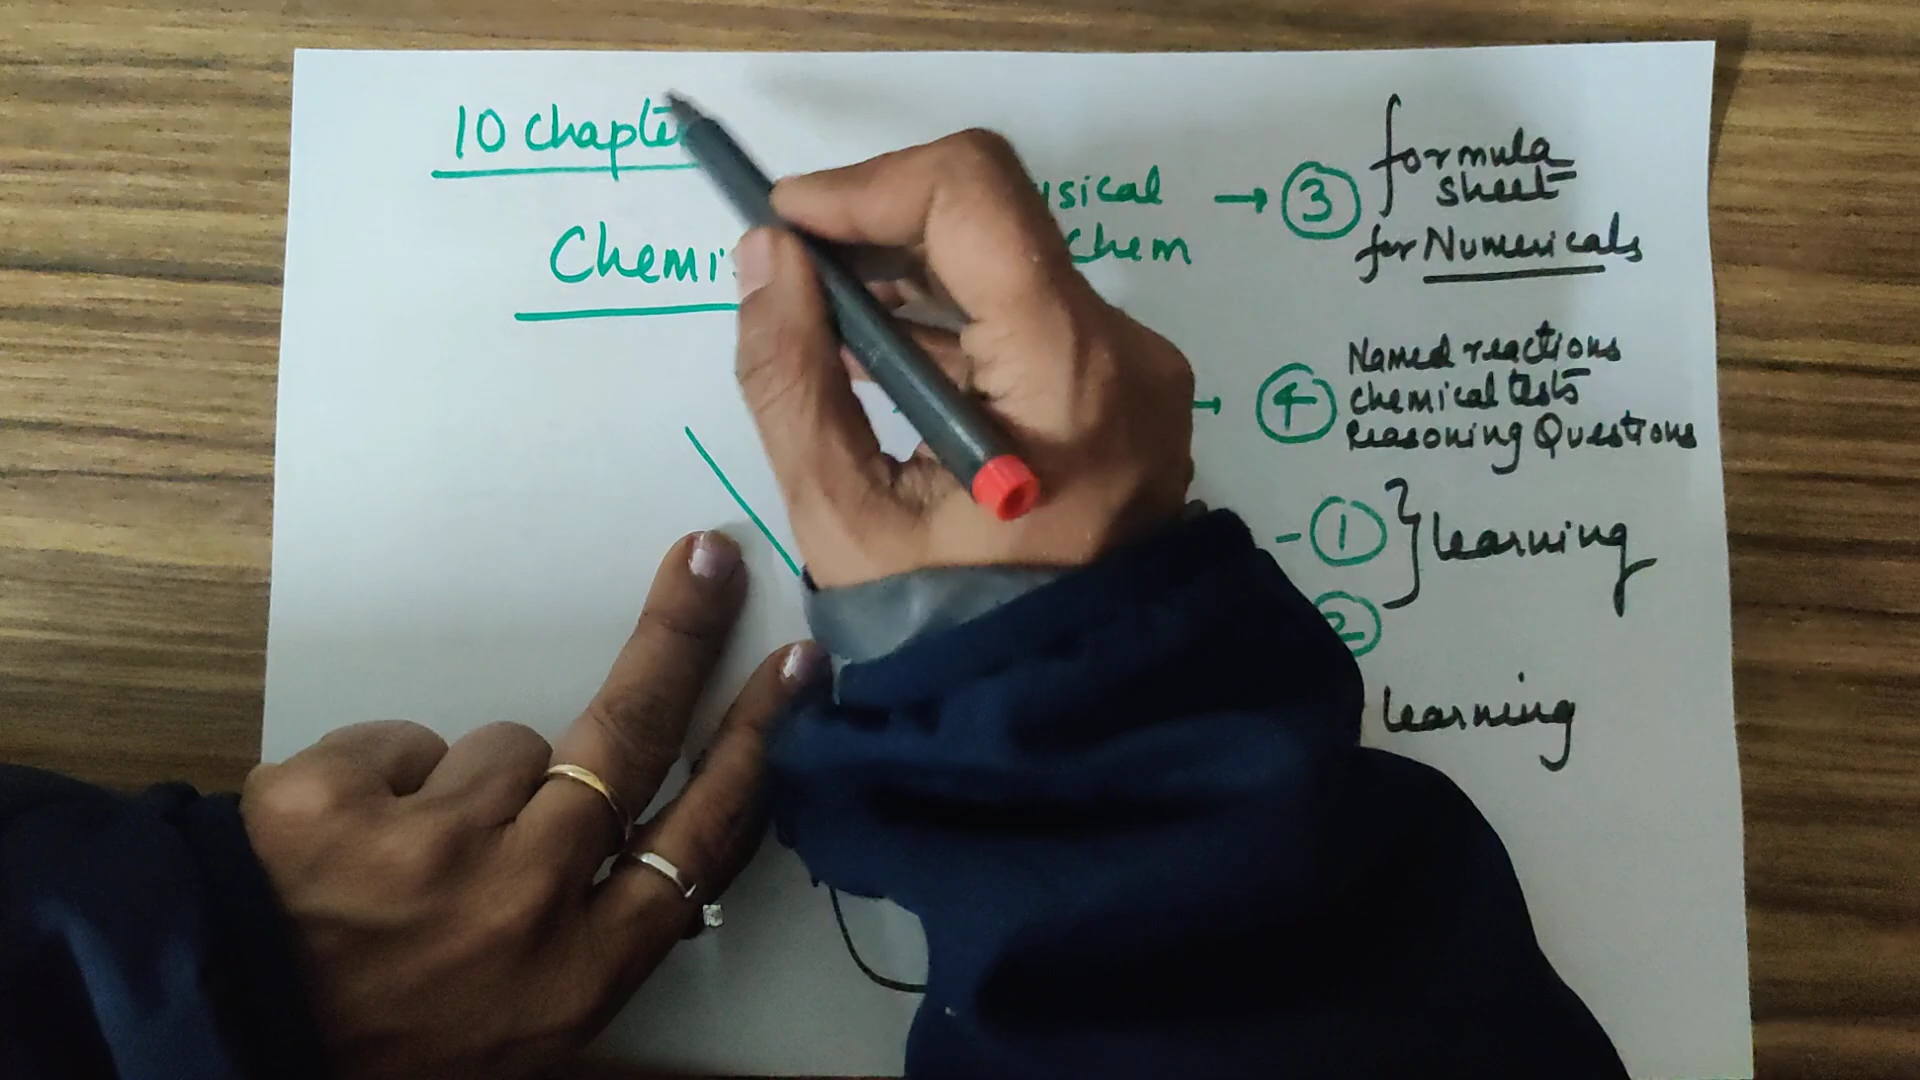 10 Chapte
Chemi
sical
Chem
→ 3
formula
sheet
for Numericals
→ 4
Named reactions
Chemical tests
Reasoning Questions
- 1 } learning
2
learning